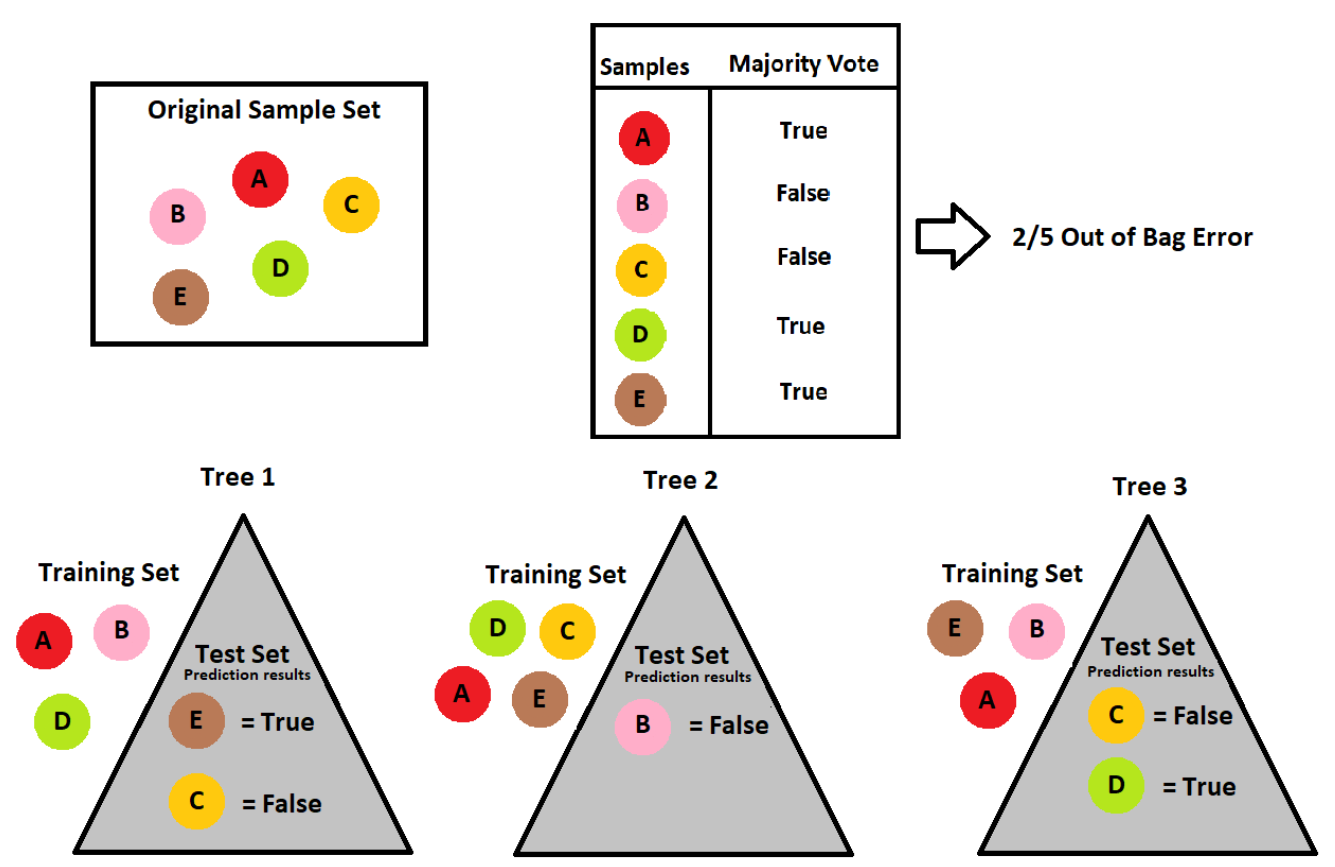 Original Sample Set
A
B
C
D
E
Samples Majority Vote
A True
B False
C False
D True
E True
2/5 Out of Bag Error
Tree 1
Training Set
A B
D
Test Set
Prediction results
E = True
C = False
Tree 2
Training Set
D C
A E
Test Set
Prediction results
B = False
Tree 3
Training Set
E B
A
Test Set
Prediction results
C = False
D = True